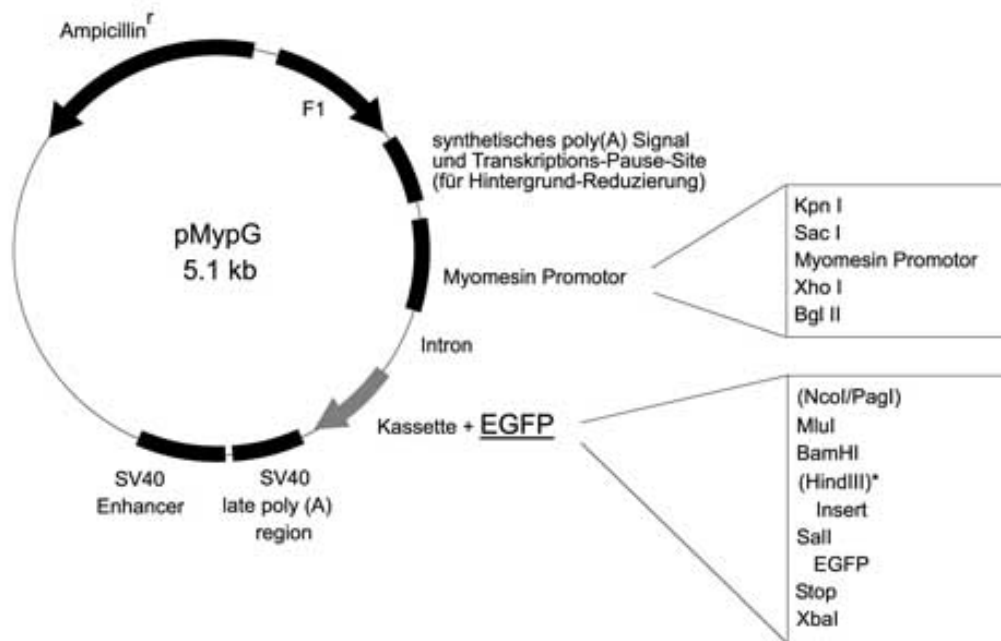 Ampicillin r
F1
synthetisches poly(A) Signal
und Transkriptions-Pause-Site
(für Hintergrund-Reduzierung)
pMypG
5.1 kb
Myomesin Promotor
Kpn I
Sac I
Myomesin Promotor
Xho I
Bgl II
Intron
Kassette + EGFP
(NcoI/PagI)
MluI
BamHI
(HindIII)*
Insert
SalI
EGFP
Stop
XbaI
SV40
Enhancer
SV40
late poly (A)
region